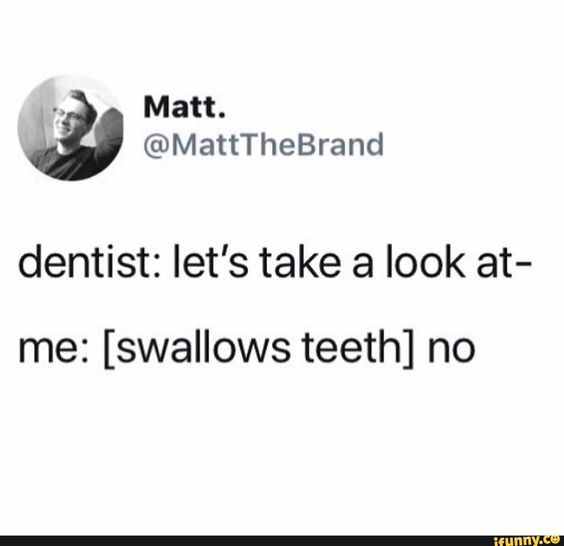 Matt.
@MattTheBrand
dentist: let's take a look at-
me: [swallows teeth] no
ifunny.co